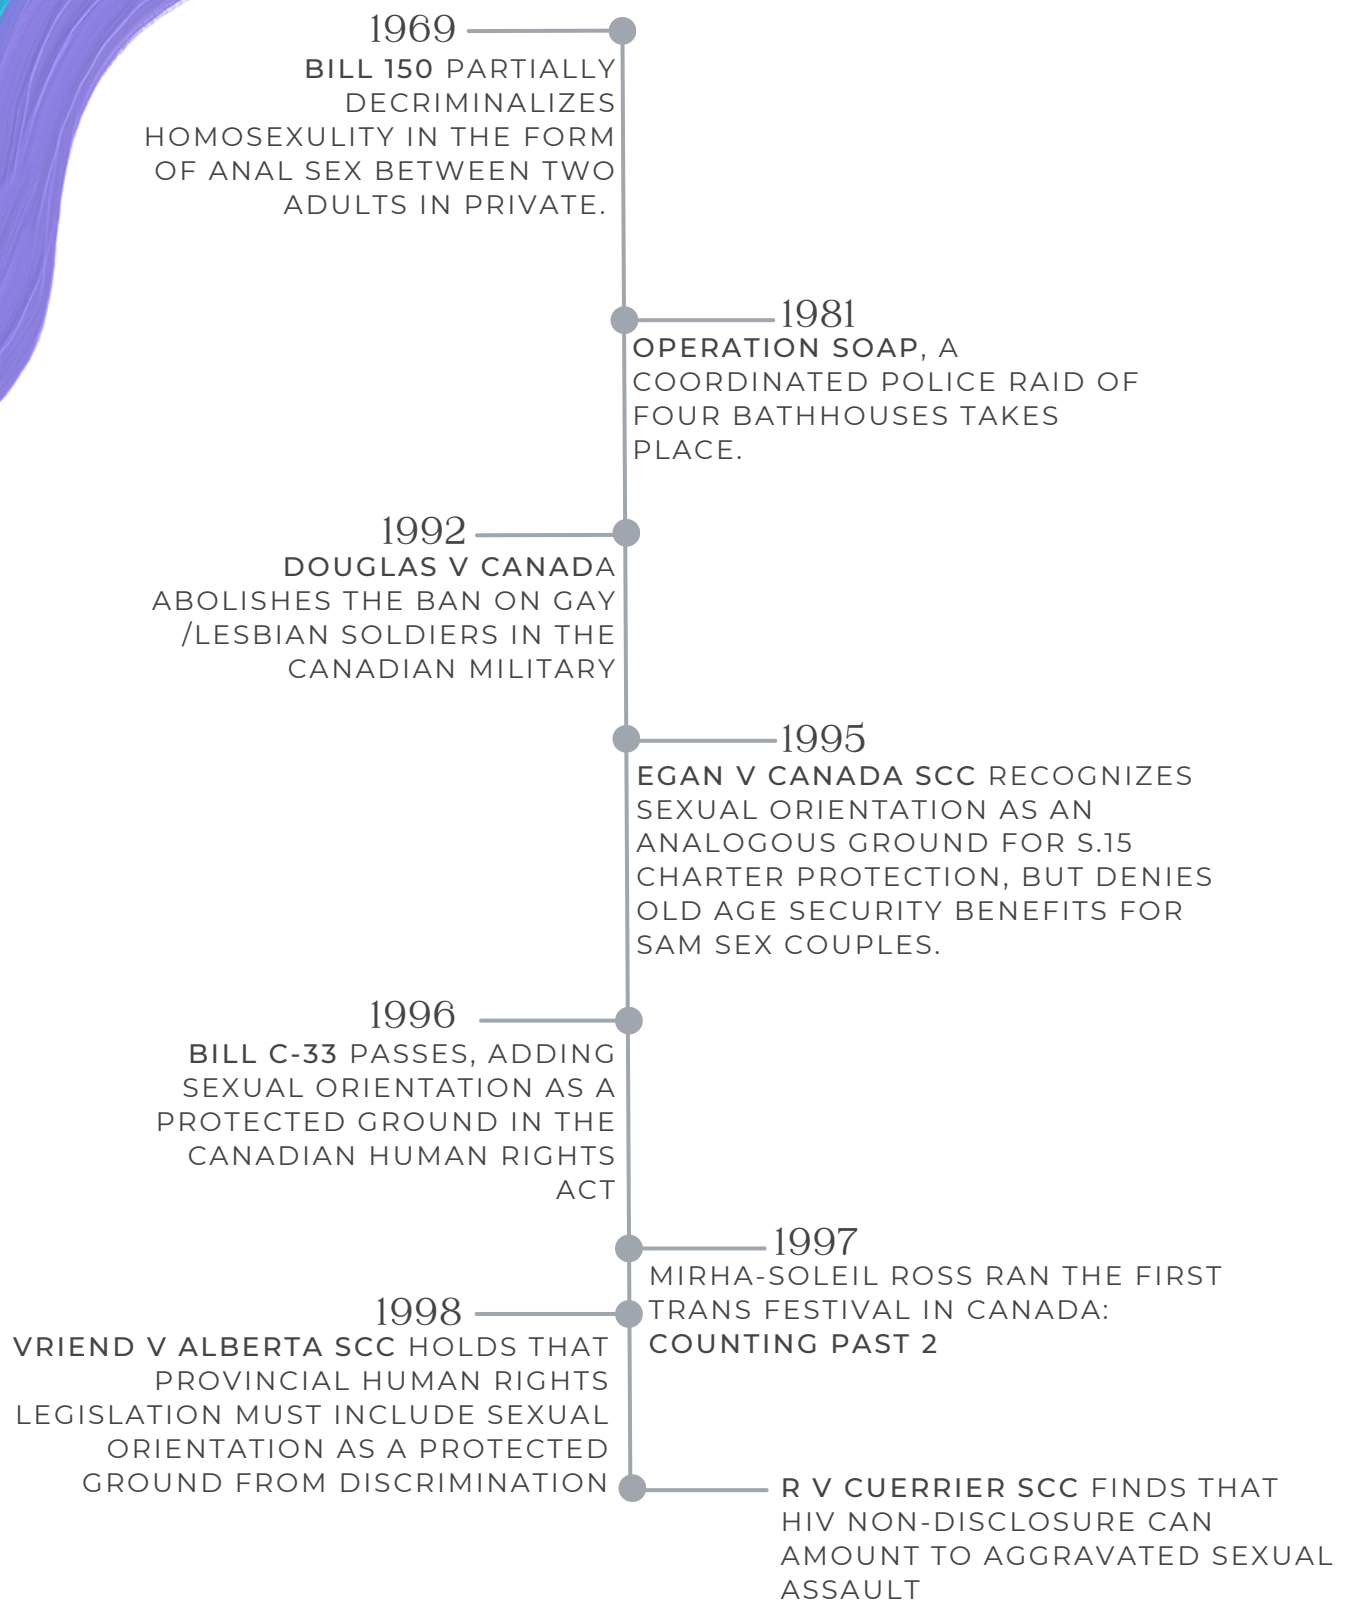 1969
BILL 150 PARTIALLY
DECRIMINALIZES
HOMOSEXULITY IN THE FORM
OF ANAL SEX BETWEEN TWO
ADULTS IN PRIVATE.
1981
OPERATION SOAP, A
COORDINATED POLICE RAID OF
FOUR BATHHOUSES TAKES
PLACE.
1992
DOUGLAS V CANADA
ABOLISHES THE BAN ON GAY
/LESBIAN SOLDIERS IN THE
CANADIAN MILITARY
1995
EGAN V CANADA SCC RECOGNIZES
SEXUAL ORIENTATION AS AN
ANALOGOUS GROUND FOR S.15
CHARTER PROTECTION, BUT DENIES
OLD AGE SECURITY BENEFITS FOR
SAM SEX COUPLES.
1996
BILL C-33 PASSES, ADDING
SEXUAL ORIENTATION AS A
PROTECTED GROUND IN THE
CANADIAN HUMAN RIGHTS
ACT
1997
MIRHA-SOLEIL ROSS RAN THE FIRST
TRANS FESTIVAL IN CANADA:
COUNTING PAST 2
1998
VRIEND V ALBERTA SCC HOLDS THAT
PROVINCIAL HUMAN RIGHTS
LEGISLATION MUST INCLUDE SEXUAL
ORIENTATION AS A PROTECTED
GROUND FROM DISCRIMINATION
R V CUERRIER SCC FINDS THAT
HIV NON-DISCLOSURE CAN
AMOUNT TO AGGRAVATED SEXUAL
ASSAULT